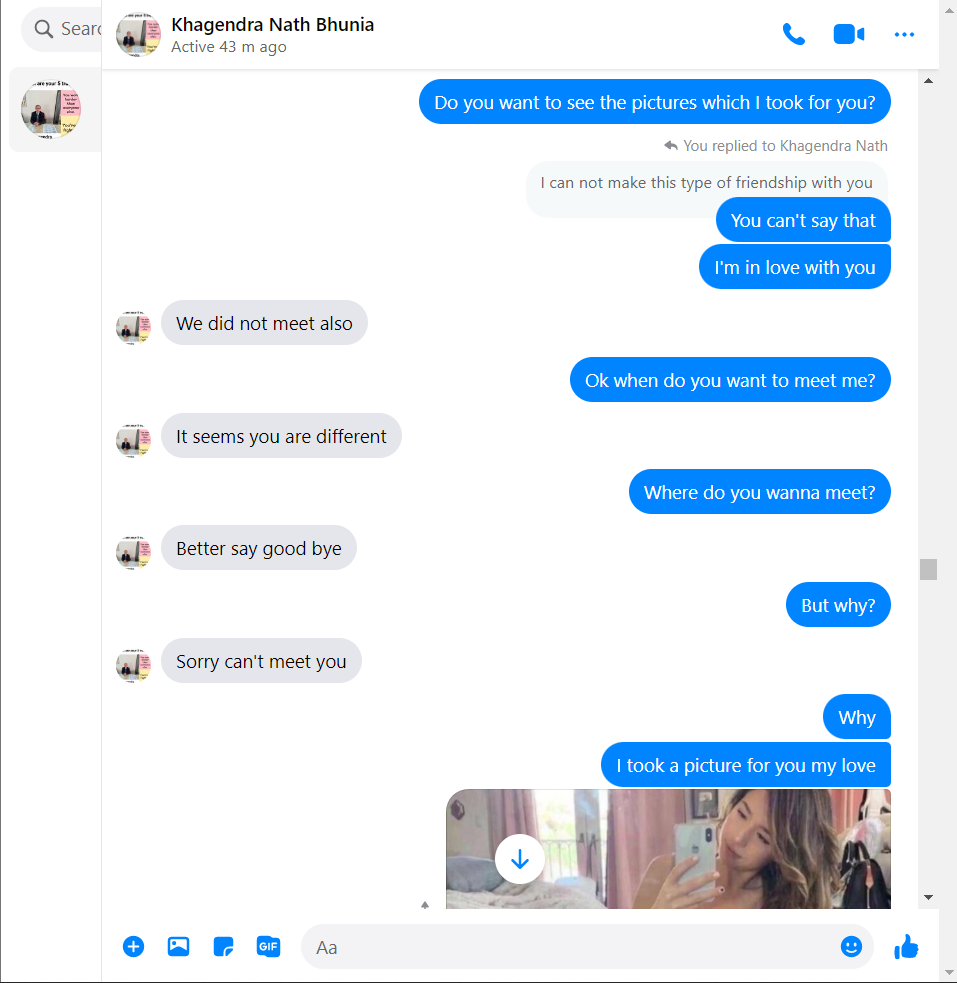 Sear
Khagendra Nath Bhunia
Active 43 m ago
Do you want to see the pictures which I took for you?
You replied to Khagendra Nath
I can not make this type of friendship with you
You can't say that
I'm in love with you
We did not meet also
Ok when do you want to meet me?
It seems you are different
Where do you wanna meet?
Better say good bye
But why?
Sorry can't meet you
Why
I took a picture for you my love
GIF
Aa